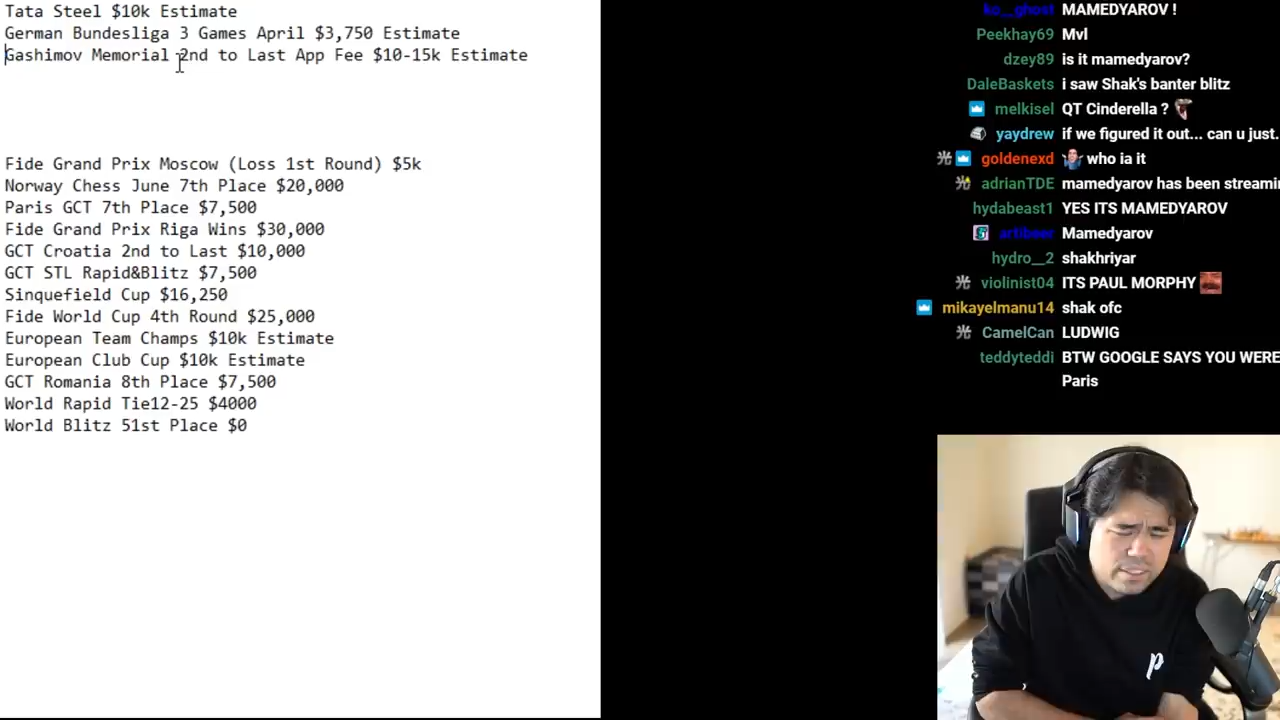 Tata Steel $10k Estimate
German Bundesliga 3 Games April $3,750 Estimate
Gashimov Memorial 2nd to Last App Fee $10-15k Estimate
Fide Grand Prix Moscow (Loss 1st Round) $5k
Norway Chess June 7th Place $20,000
Paris GCT 7th Place $7,500
Fide Grand Prix Riga Wins $30,000
GCT Croatia 2nd to Last $10,000
GCT STL Rapid&Blitz $7,500
Sinquefield Cup $16,250
Fide World Cup 4th Round $25,000
European Team Champs $10k Estimate
European Club Cup $10k Estimate
GCT Romania 8th Place $7,500
World Rapid Tie12-25 $4000
World Blitz 51st Place $0
ko__ghost MAMEDYAROV !
Peekhay69 Mvl
dzey89 is it mamedyarov?
DaleBaskets i saw Shak's banter blitz
melkisel QT Cinderella ?
yaydrew if we figured it out... can u just.
光 goldenexd who ia it
光 adrianTDE mamedyarov has been streamin
hydabeast1 YES ITS MAMEDYAROV
artibeer Mamedyarov
hydro__2 shakhriyar
光 violinist04 ITS PAUL MORPHY
mikayelmanu14 shak ofc
光 CamelCan LUDWIG
teddyteddi BTW GOOGLE SAYS YOU WERE
Paris
p